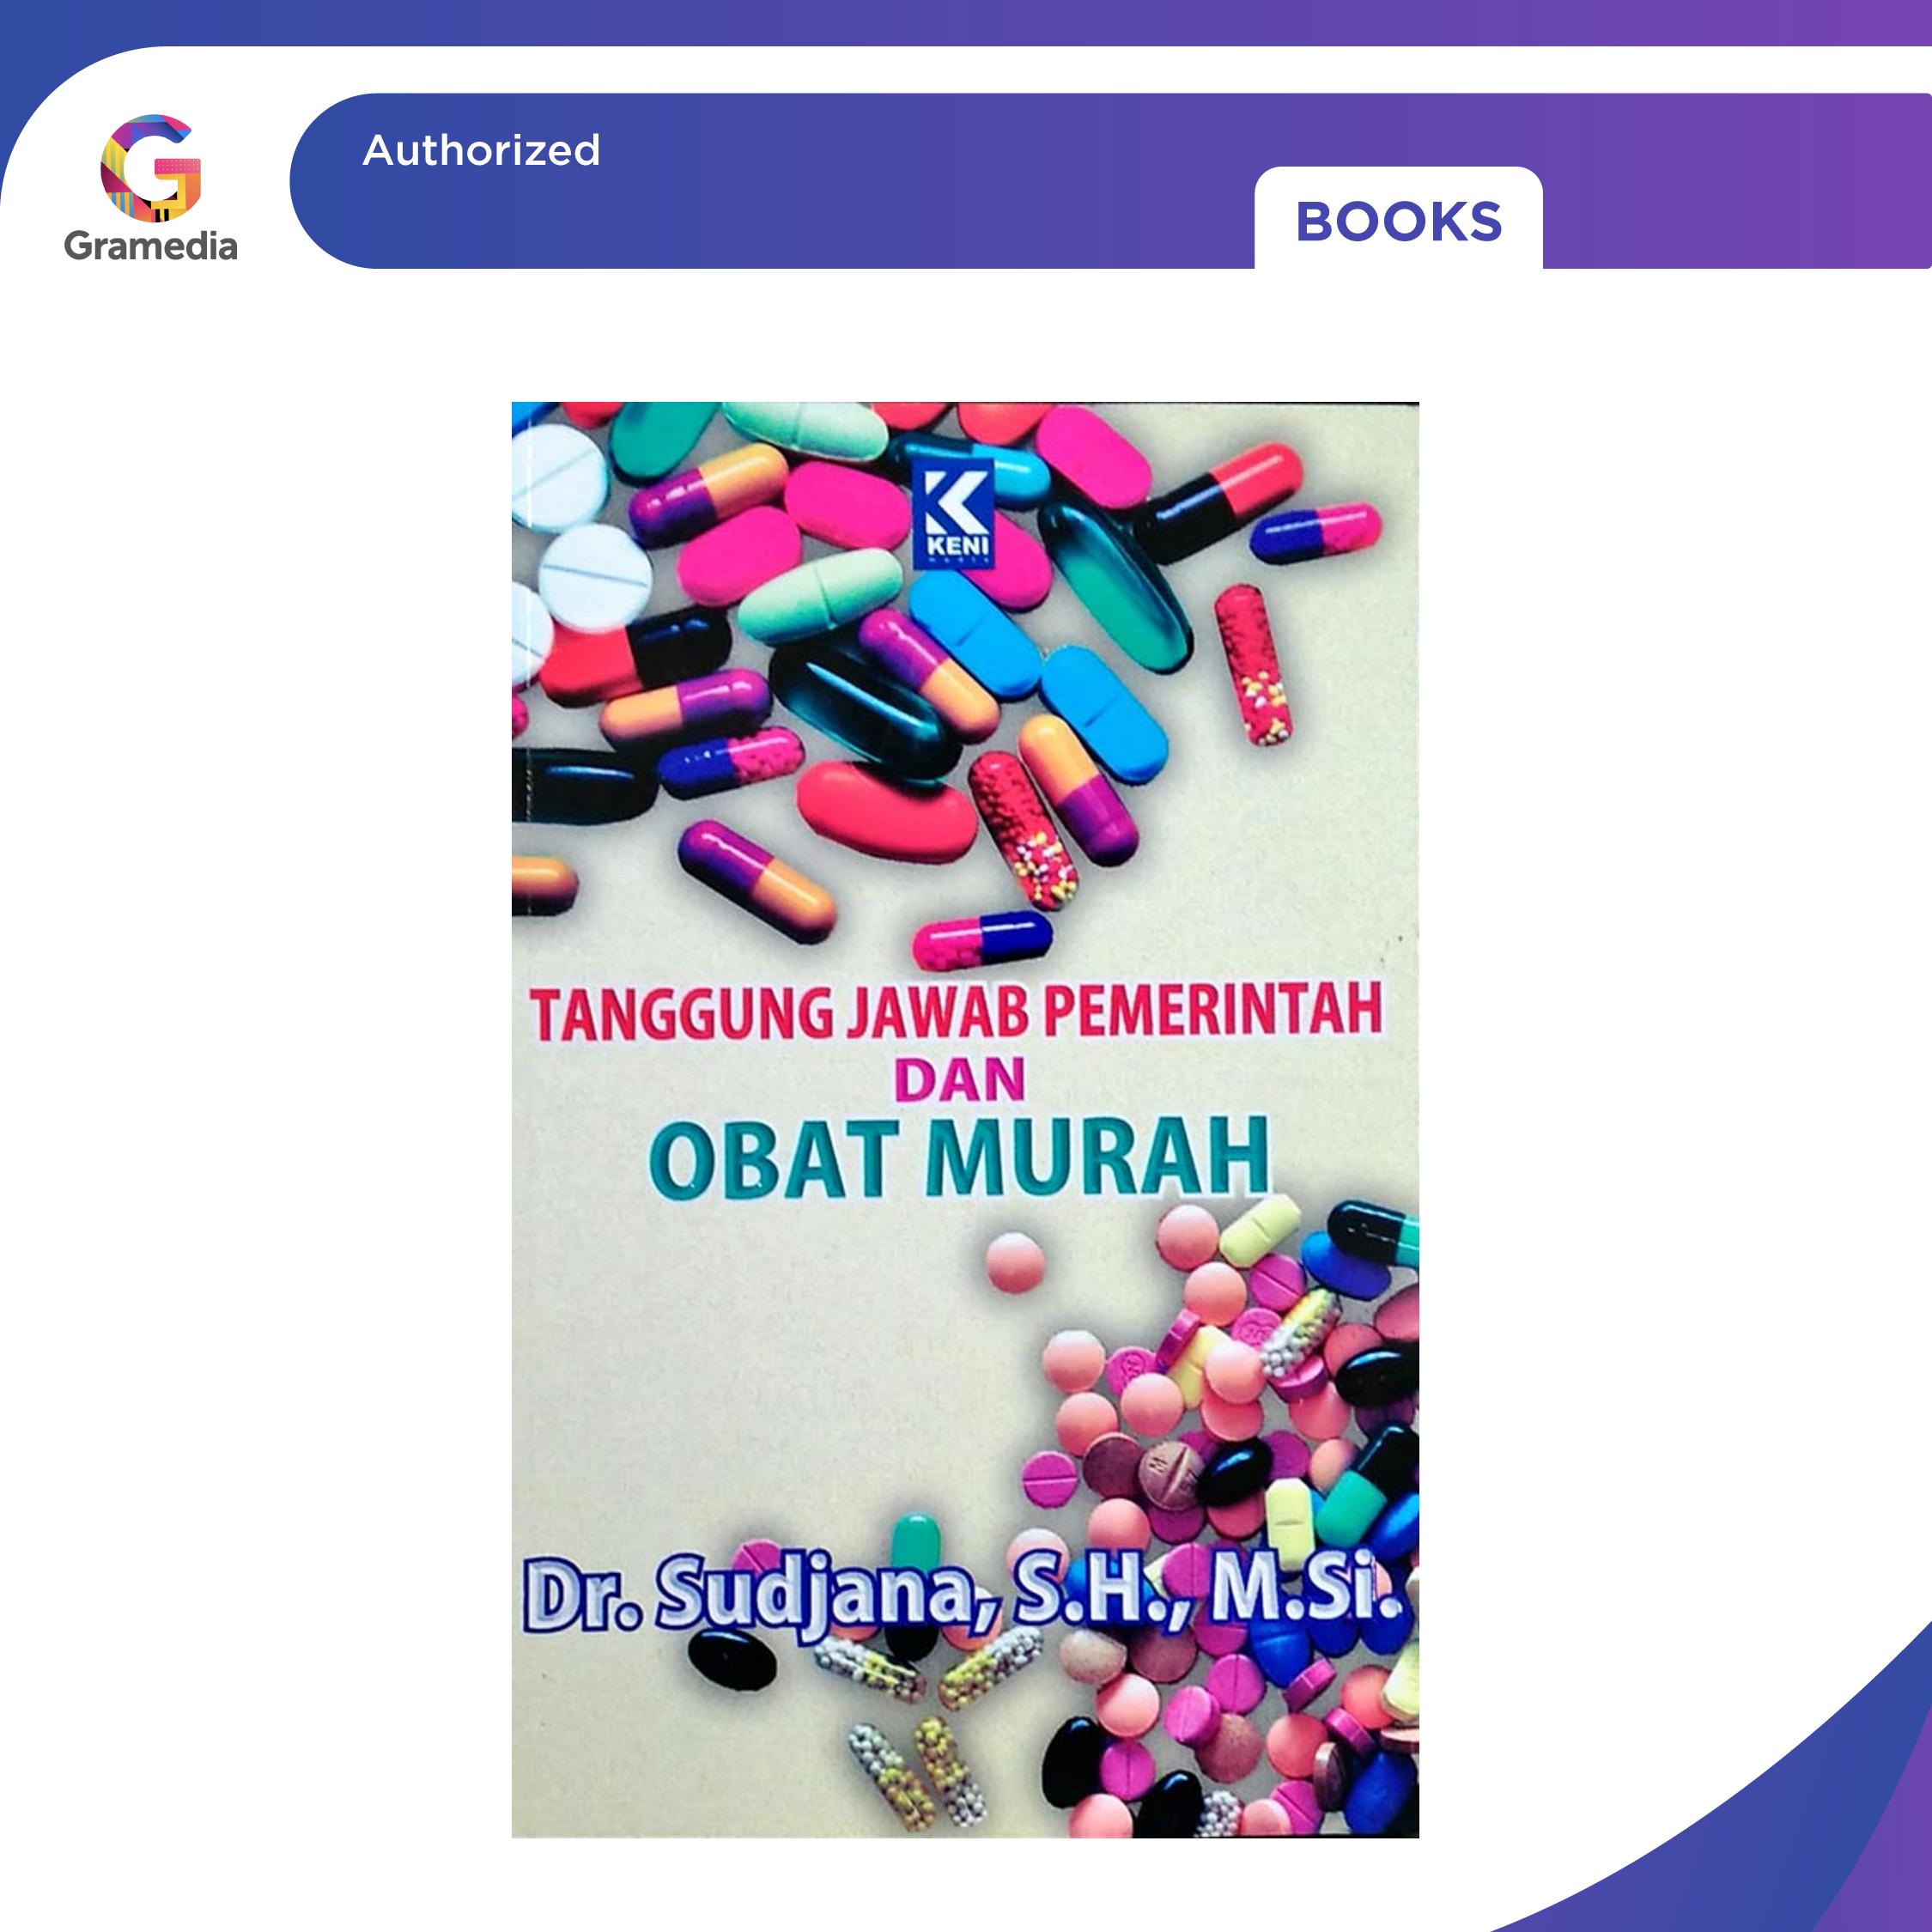 Gramedia
Authorized
BOOKS
K
KENI
TANGGUNG JAWAB PEMERINTAH
DAN
OBAT MURAH
Dr. Sudjana, S.H., M.Si.